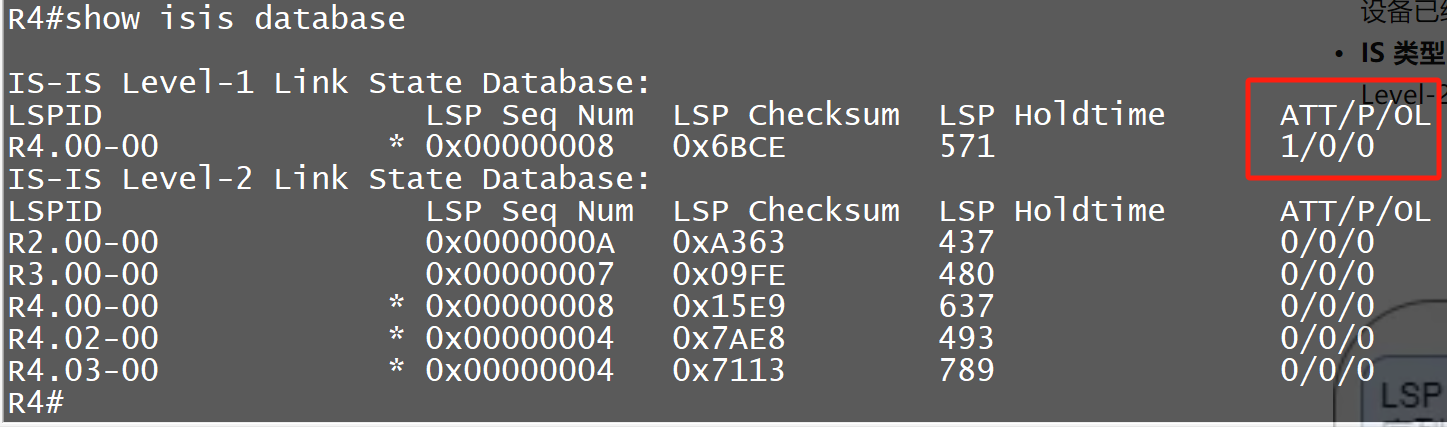 R4#show isis database
设备已
• IS 类型
IS-IS Level-1 Link State Database:
Level-2
LSPID LSP Seq Num LSP Checksum LSP Holdtime ATT/P/OL
R4.00-00 * 0x00000008 0x6BCE 571 1/0/0
IS-IS Level-2 Link State Database:
LSPID LSP Seq Num LSP Checksum LSP Holdtime ATT/P/OL
R2.00-00 0x0000000A 0xA363 437 0/0/0
R3.00-00 0x00000007 0x09FE 480 0/0/0
R4.00-00 * 0x00000008 0x15E9 637 0/0/0
R4.02-00 * 0x00000004 0x7AE8 493 0/0/0
R4.03-00 * 0x00000004 0x7113 789 0/0/0
R4#
LSP